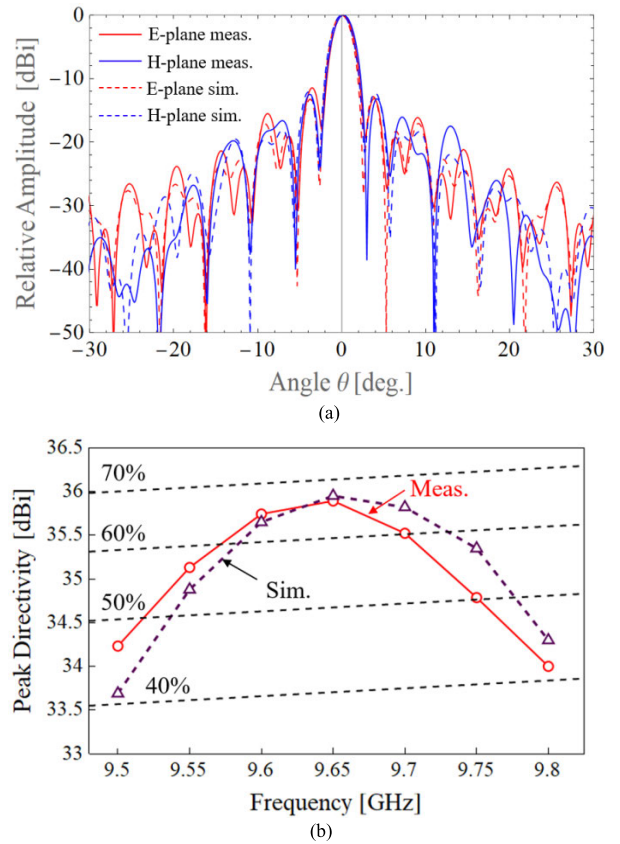 0
−10
−20
−30
−40
−50
Relative Amplitude [dBi]
E-plane meas.
H-plane meas.
E-plane sim.
H-plane sim.
−30 −20 −10 0 10 20 30
Angle θ [deg.]
(a)
36.5
36
35.5
35
34.5
34
33.5
33
Peak Directivity [dBi]
70%
60%
50%
40%
Meas.
Sim.
9.5 9.55 9.6 9.65 9.7 9.75 9.8
Frequency [GHz]
(b)